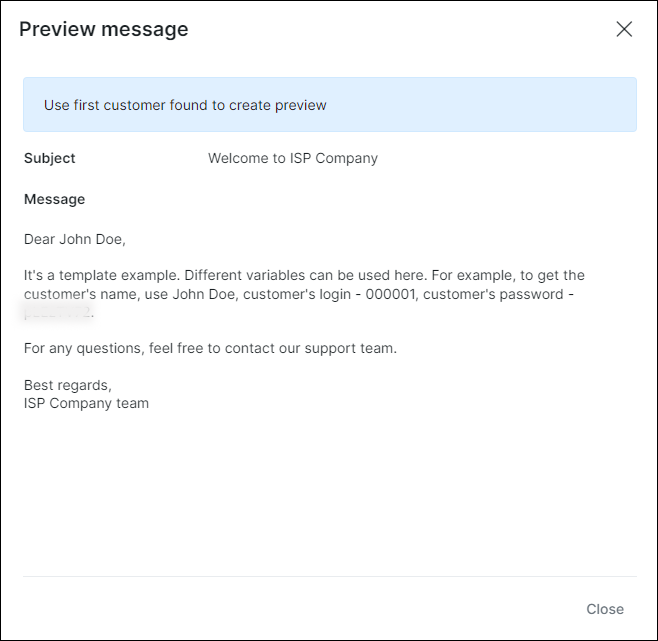 Preview message
Use first customer found to create preview
Subject Welcome to ISP Company
Message
Dear John Doe,
It's a template example. Different variables can be used here. For example, to get the
customer's name, use John Doe, customer's login - 000001, customer's password -
For any questions, feel free to contact our support team.
Best regards,
ISP Company team
Close